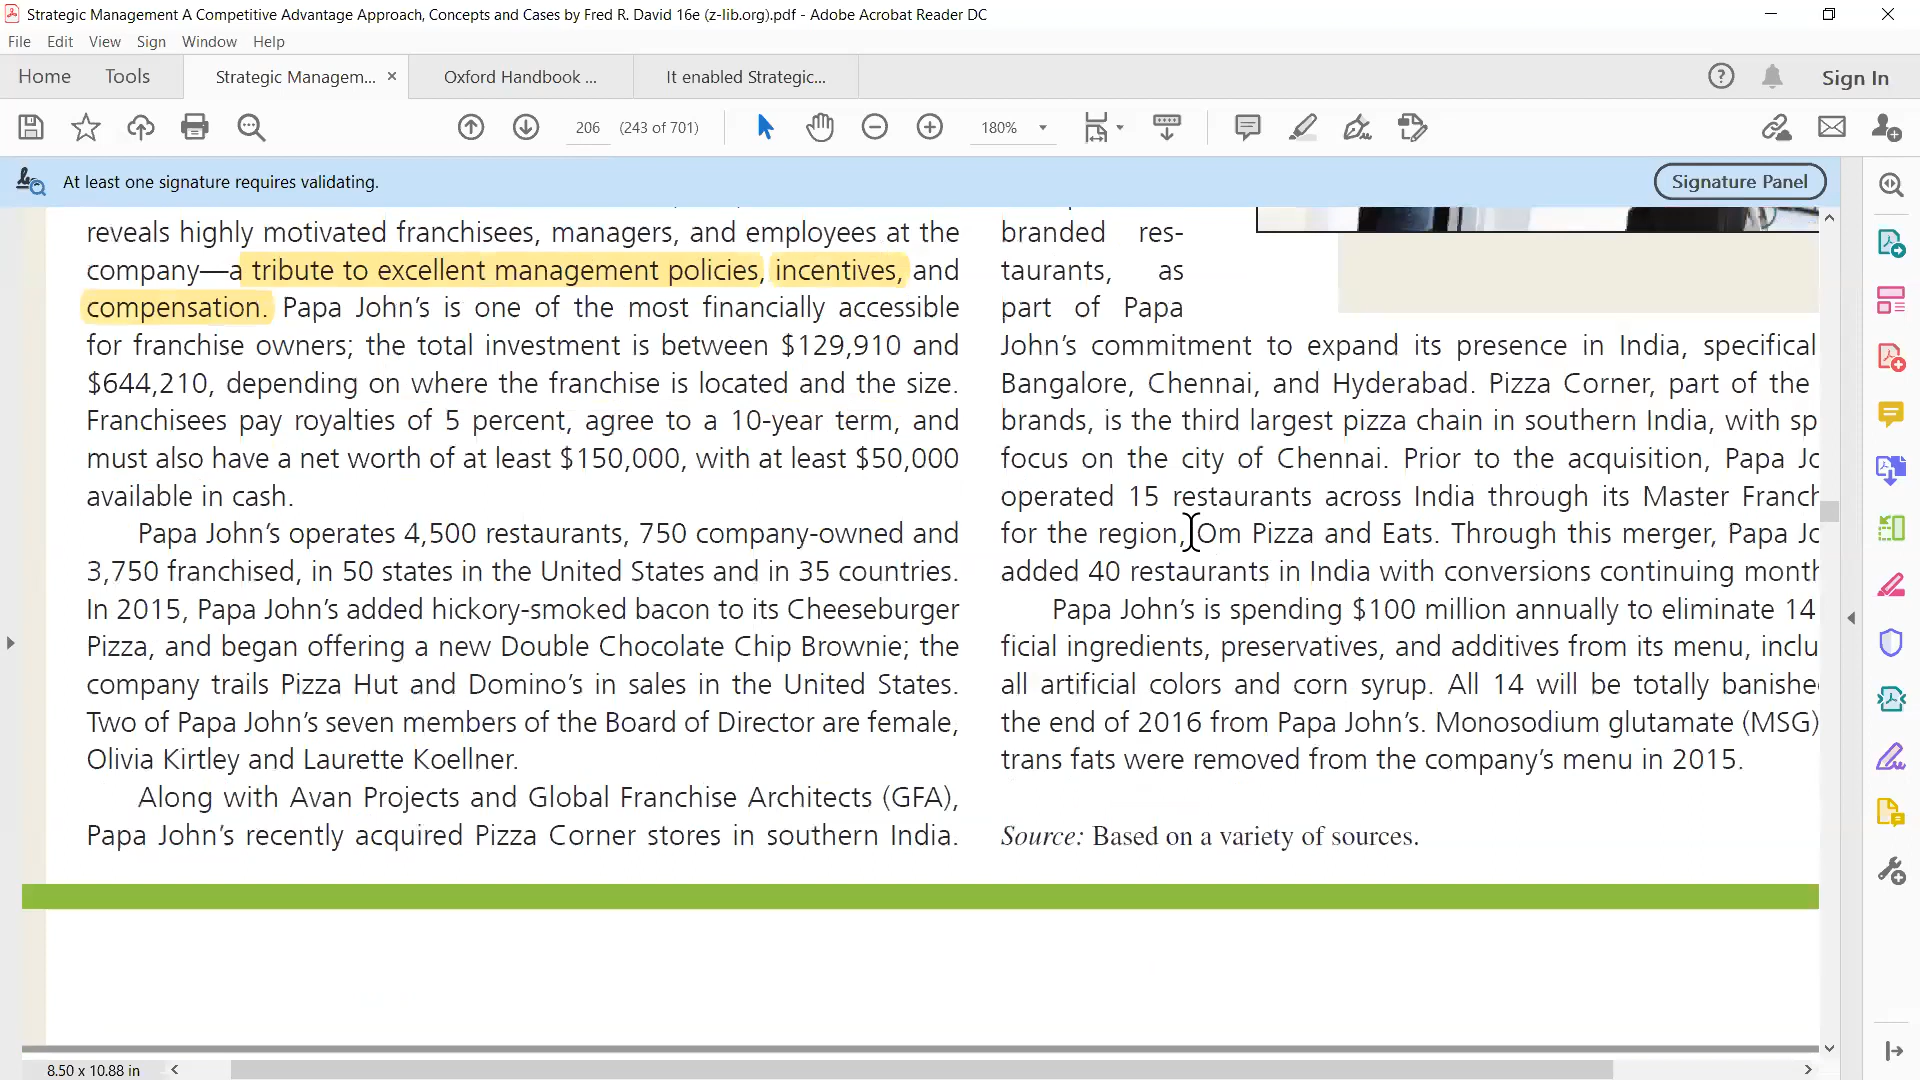 Strategic Management A Competitive Advantage Approach, Concepts and Cases by Fred R. David 16e (z-lib.org).pdf - Adobe Acrobat Reader DC
File Edit View Sign Window Help
Home Tools Strategic Managem... × Oxford Handbook ... It enabled Strategic... Sign In
206 (243 of 701) 180%
At least one signature requires validating. Signature Panel
reveals highly motivated franchisees, managers, and employees at the
company—a tribute to excellent management policies, incentives, and
compensation. Papa John's is one of the most financially accessible
for franchise owners; the total investment is between $129,910 and
$644,210, depending on where the franchise is located and the size.
Franchisees pay royalties of 5 percent, agree to a 10-year term, and
must also have a net worth of at least $150,000, with at least $50,000
available in cash.
Papa John's operates 4,500 restaurants, 750 company-owned and
3,750 franchised, in 50 states in the United States and in 35 countries.
In 2015, Papa John's added hickory-smoked bacon to its Cheeseburger
Pizza, and began offering a new Double Chocolate Chip Brownie; the
company trails Pizza Hut and Domino's in sales in the United States.
Two of Papa John's seven members of the Board of Director are female,
Olivia Kirtley and Laurette Koellner.
Along with Avan Projects and Global Franchise Architects (GFA),
Papa John's recently acquired Pizza Corner stores in southern India.
branded res-
taurants, as
part of Papa
John's commitment to expand its presence in India, specifical
Bangalore, Chennai, and Hyderabad. Pizza Corner, part of the
brands, is the third largest pizza chain in southern India, with sp
focus on the city of Chennai. Prior to the acquisition, Papa Jo
operated 15 restaurants across India through its Master Franch
for the region, Om Pizza and Eats. Through this merger, Papa Jo
added 40 restaurants in India with conversions continuing month
Papa John's is spending $100 million annually to eliminate 14
ficial ingredients, preservatives, and additives from its menu, inclu
all artificial colors and corn syrup. All 14 will be totally banishe
the end of 2016 from Papa John's. Monosodium glutamate (MSG)
trans fats were removed from the company's menu in 2015.
Source: Based on a variety of sources.
8.50 x 10.88 in